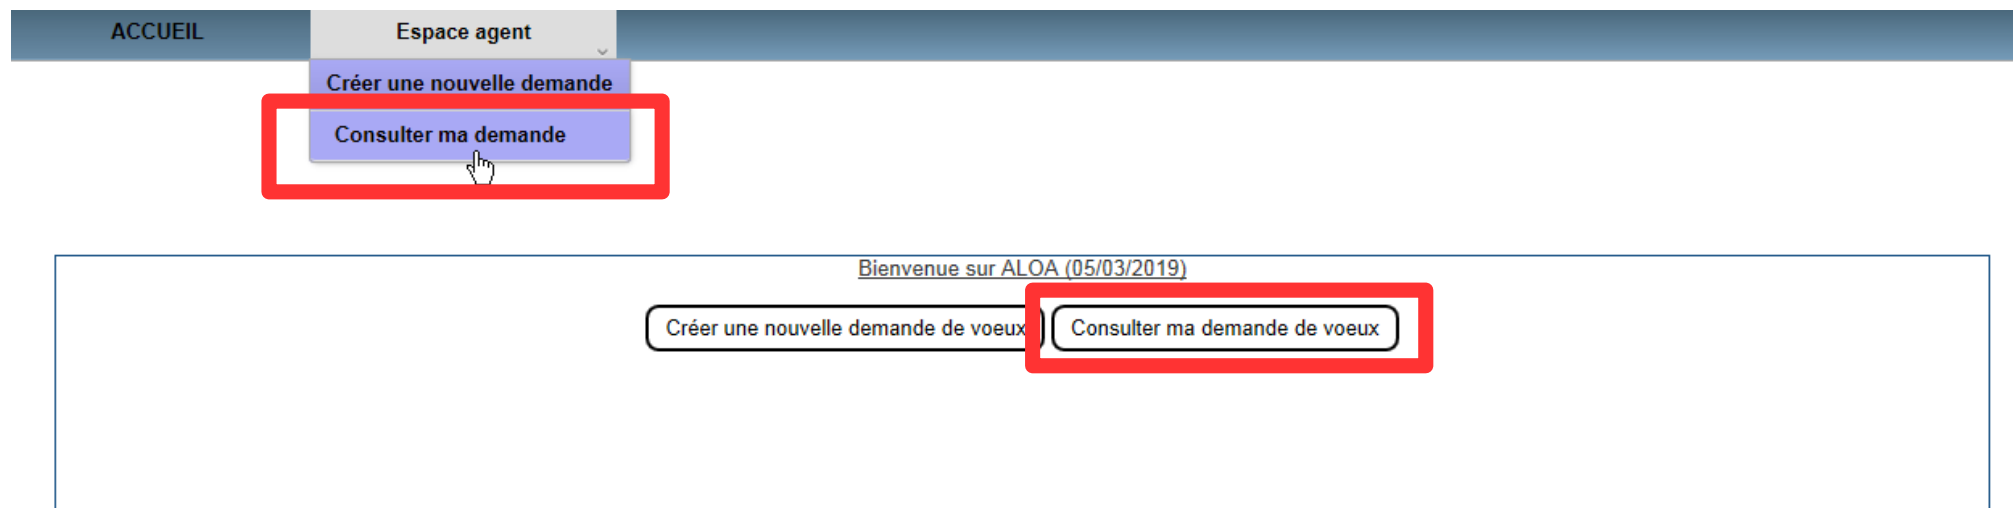 ACCUEIL Espace agent
Créer une nouvelle demande
Consulter ma demande
Bienvenue sur ALOA (05/03/2019)
Créer une nouvelle demande de voeux Consulter ma demande de voeux